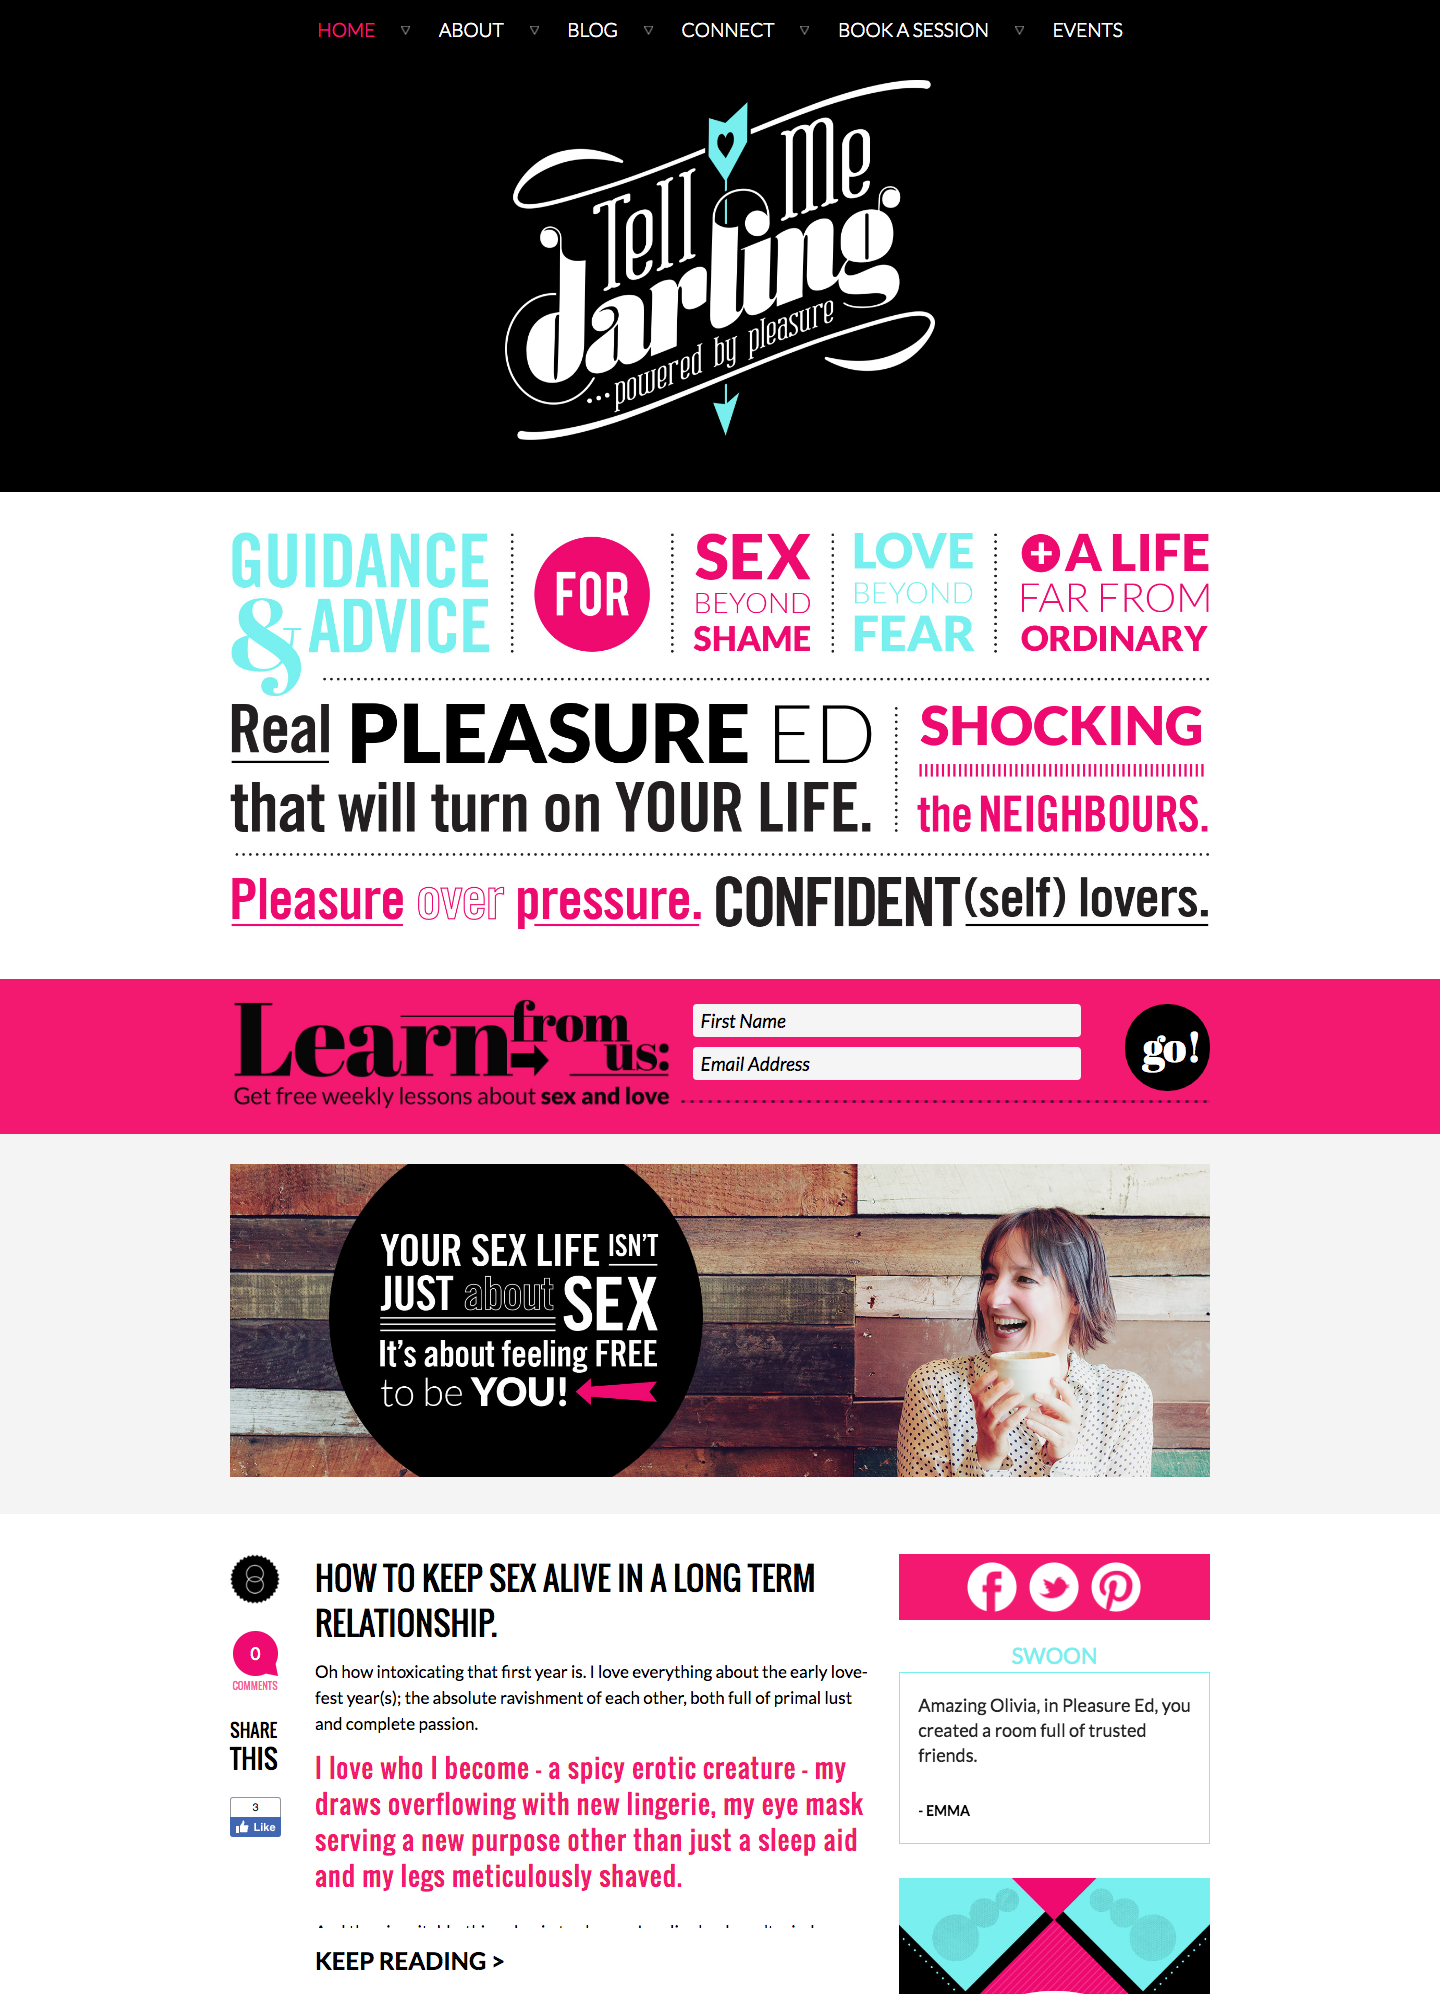 HOME ABOUT BLOG CONNECT BOOK A SESSION EVENTS
Tell Me
darling
...powered by pleasure
GUIDANCE
& ADVICE
FOR
SEX
BEYOND
SHAME
LOVE
BEYOND
FEAR
+ A LIFE
FAR FROM
ORDINARY
Real PLEASURE ED
that will turn on YOUR LIFE.
SHOCKING
the NEIGHBOURS.
Pleasure over pressure. CONFIDENT (self) lovers.
Learn from us:
Get free weekly lessons about sex and love
First Name
Email Address
go!
YOUR SEX LIFE ISN'T
JUST about SEX
It's about feeling FREE
to be YOU!
0
COMMENTS
SHARE
THIS
3
Like
HOW TO KEEP SEX ALIVE IN A LONG TERM
RELATIONSHIP.
Oh how intoxicating that first year is. I love everything about the early love-
fest year(s); the absolute ravishment of each other, both full of primal lust
and complete passion.
I love who I become - a spicy erotic creature - my
draws overflowing with new lingerie, my eye mask
serving a new purpose other than just a sleep aid
and my legs meticulously shaved.
KEEP READING >
SWOON
Amazing Olivia, in Pleasure Ed, you
created a room full of trusted
friends.
- EMMA